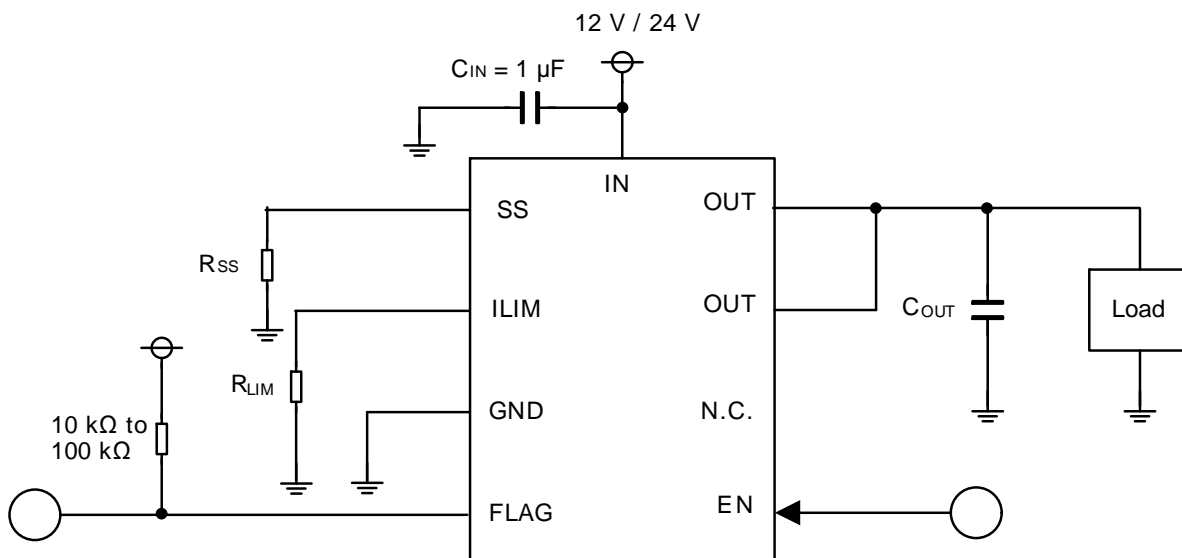 12 V / 24 V
CIN = 1 µF
IN
SS
OUT
RSS
ILIM
OUT
COUT
Load
RLIM
GND
N.C.
10 kΩ to
100 kΩ
FLAG
EN